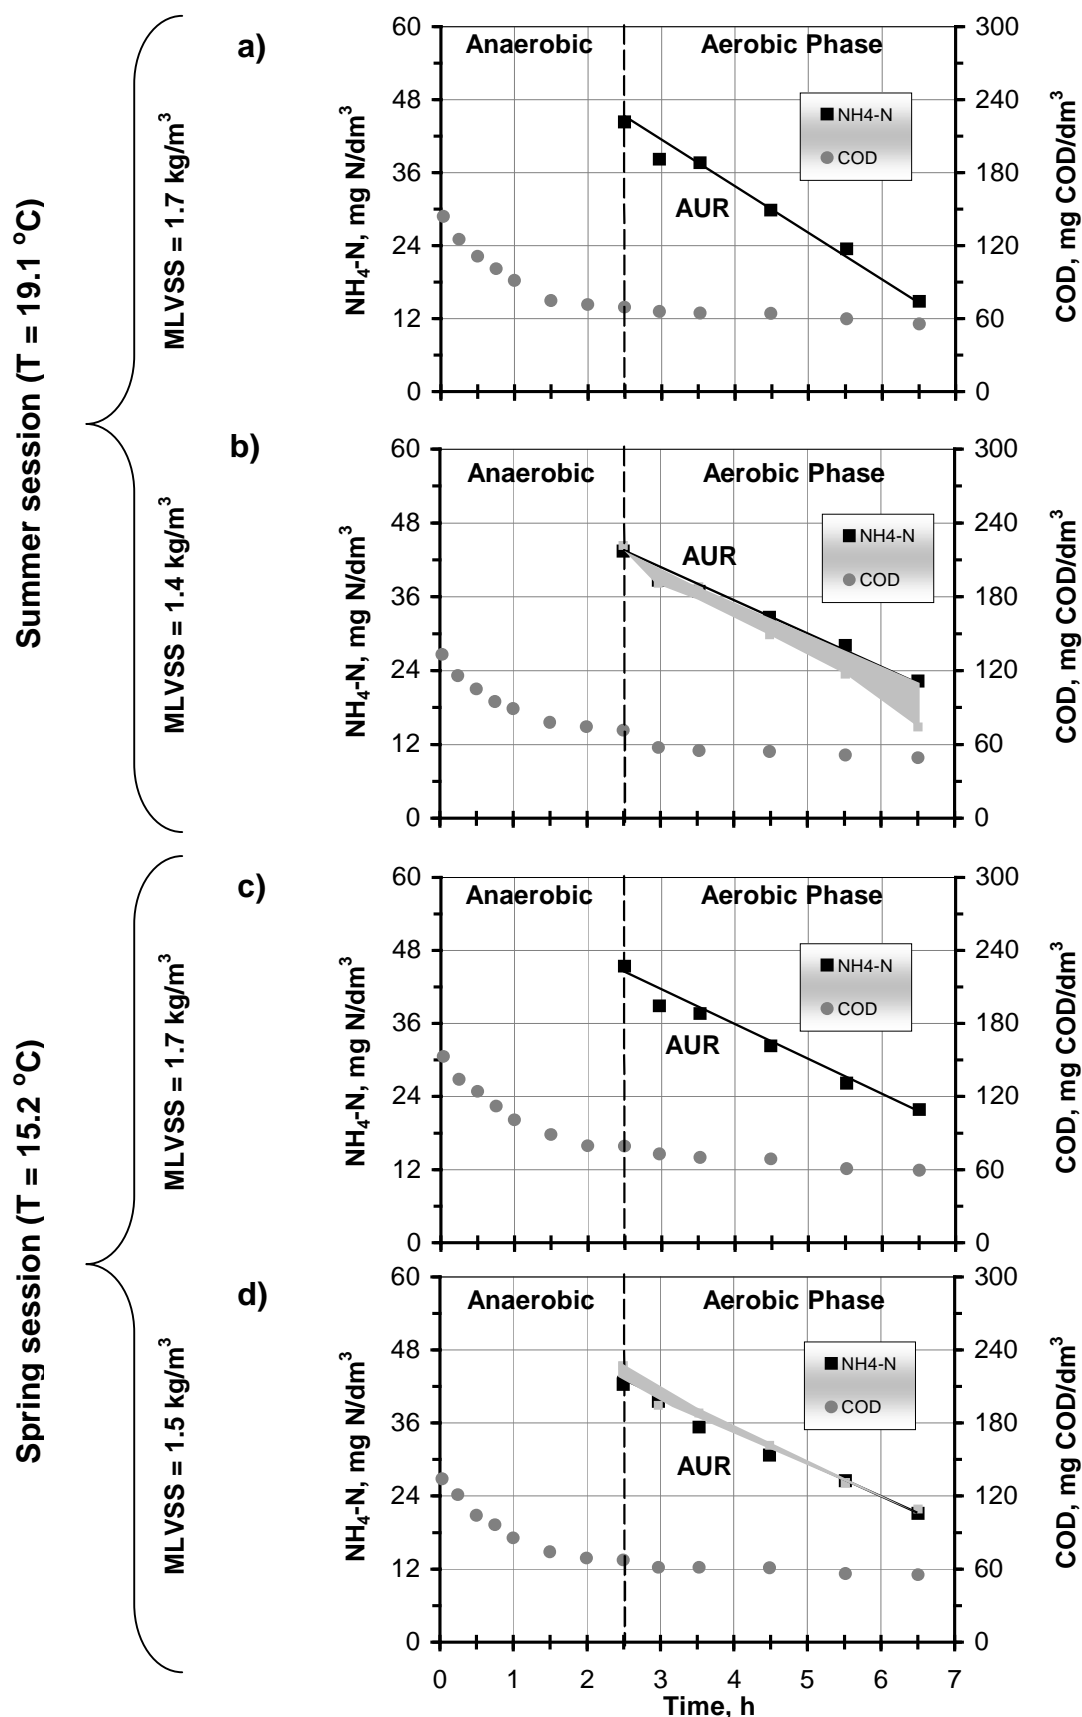 Summer session (T = 19.1 °C)
MLVSS = 1.7 kg/m³
a)
Anaerobic
Aerobic Phase
NH₄-N, mg N/dm³
60
48
36
24
12
0
AUR
NH4-N
COD
300
240
180
120
60
0
COD, mg COD/dm³
MLVSS = 1.4 kg/m³
b)
Anaerobic
Aerobic Phase
NH₄-N, mg N/dm³
60
48
36
24
12
0
AUR
NH4-N
COD
300
240
180
120
60
0
COD, mg COD/dm³
Spring session (T = 15.2 °C)
MLVSS = 1.7 kg/m³
c)
Anaerobic
Aerobic Phase
NH₄-N, mg N/dm³
60
48
36
24
12
0
AUR
NH4-N
COD
300
240
180
120
60
0
COD, mg COD/dm³
MLVSS = 1.5 kg/m³
d)
Anaerobic
Aerobic Phase
NH₄-N, mg N/dm³
60
48
36
24
12
0
AUR
NH4-N
COD
300
240
180
120
60
0
COD, mg COD/dm³
0 1 2 3 4 5 6 7
Time, h